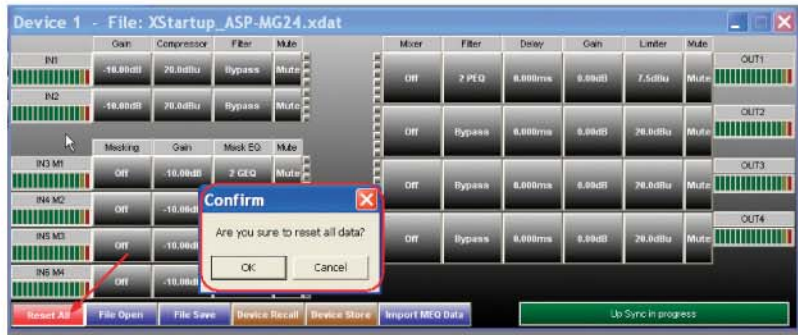 Device 1 - File: XStartup_ASP-MG24.xdat
Gain Compressor Filter Mute Mixer Filter Delay Gain Limiter Mute
IN1 -10.00dB 20.0dBu Bypass Mute Off 2 PEQ 0.000ms 0.00dB 7.5dBu Mute OUT1
IN2 -10.00dB 20.0dBu Bypass Mute Off Bypass 0.000ms 0.00dB 20.0dBu Mute OUT2
Masking Gain Mask EQ Mute
IN3 M1 Off -10.00dB 2 GEQ Mute Off Bypass 0.000ms 0.00dB 20.0dBu Mute OUT3
IN4 M2 Off
IN5 M3 Off Off Bypass 0.000ms 0.00dB 20.0dBu Mute OUT4
IN6 M4 Off
Confirm
Are you sure to reset all data?
OK Cancel
Reset All File Open File Save Device Recall Device Store Import MEQ Data Up Sync in progress